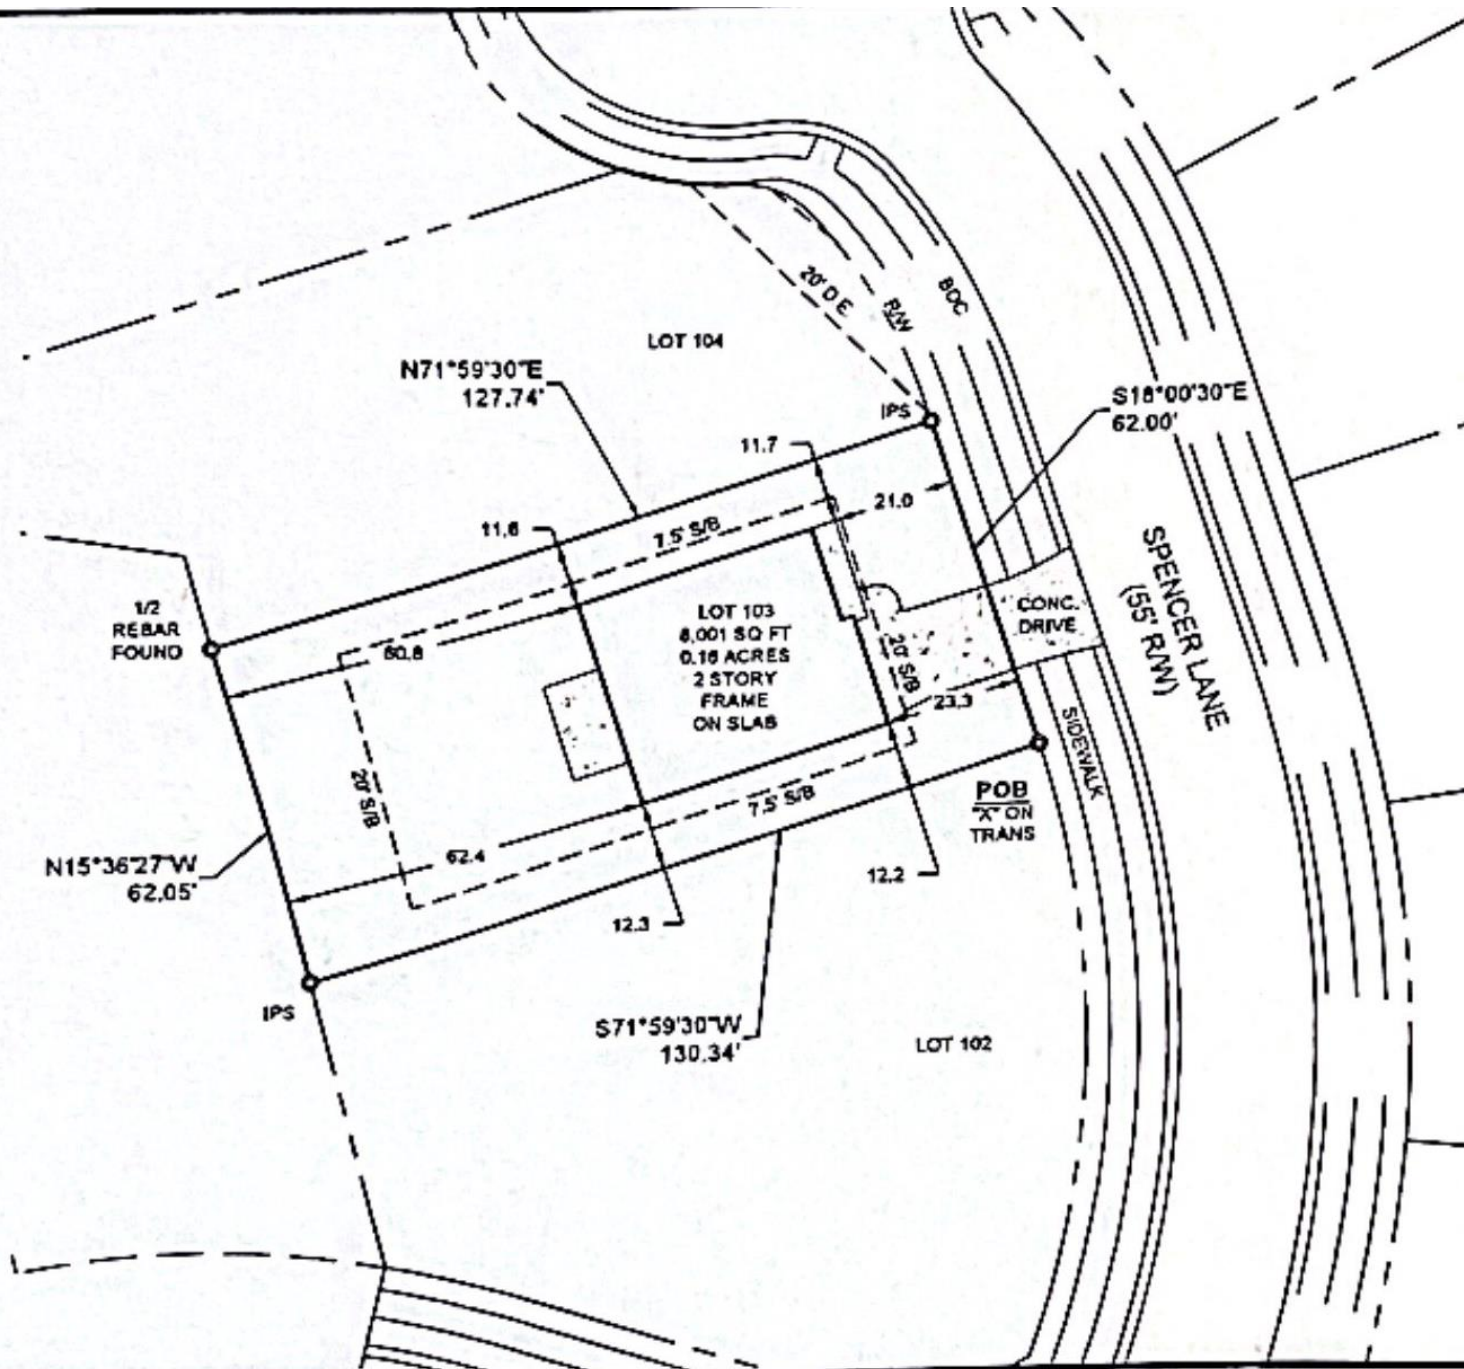 20' D E
R/W
BOC
LOT 104
N71°59'30"E
127.74'
IPS
S18°00'30"E
62.00'
11.7
21.0
11.6
7.5' S/B
1/2
REBAR
FOUND
60.8
LOT 103
8,001 SQ FT
0.18 ACRES
2 STORY
FRAME
ON SLAB
CONC.
DRIVE
SPENCER LANE
(55' R/W)
20' S/B
23.3
SIDEWALK
20' S/B
7.5' S/B
POB
"X" ON
TRANS
62.4
N15°36'27"W
62.05'
12.2
12.3
IPS
S71°59'30"W
130.34'
LOT 102